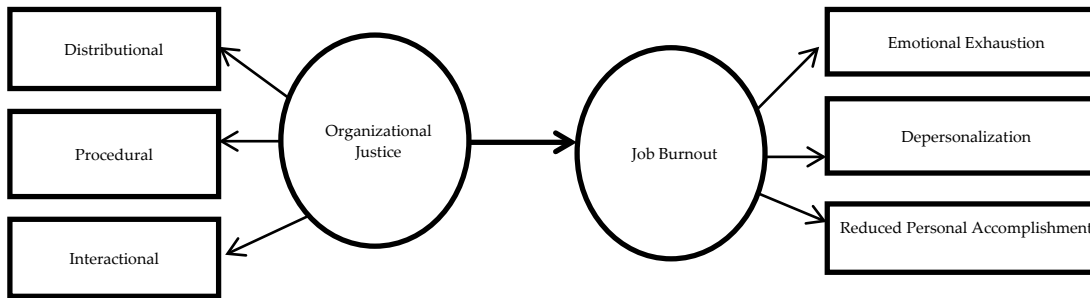 Distributional
Procedural
Interactional
Organizational
Justice
Job Burnout
Emotional Exhaustion
Depersonalization
Reduced Personal Accomplishment